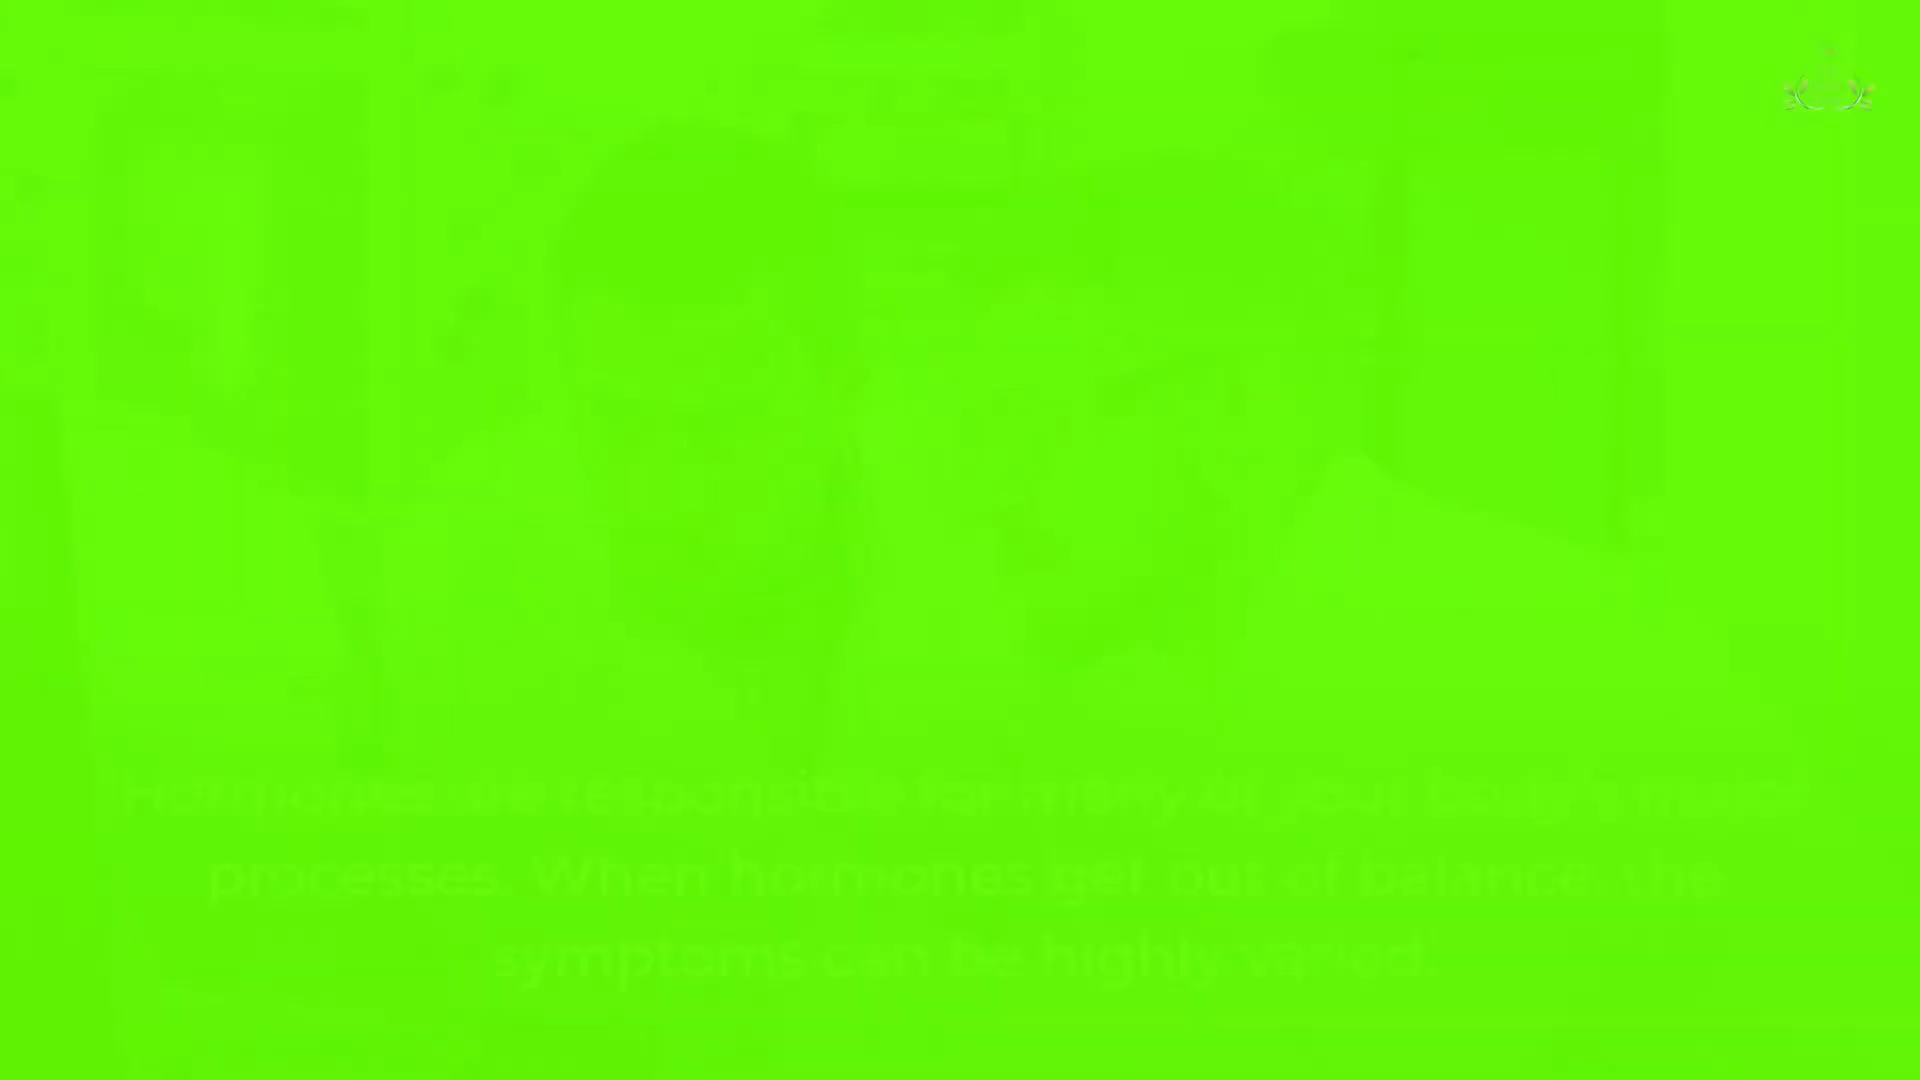 Hormones are responsible for many of your body's major
processes. When hormones get out of balance, the
symptoms can be highly varied.